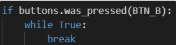 if buttons.was_pressed(BTN_B):
    while True:
        break